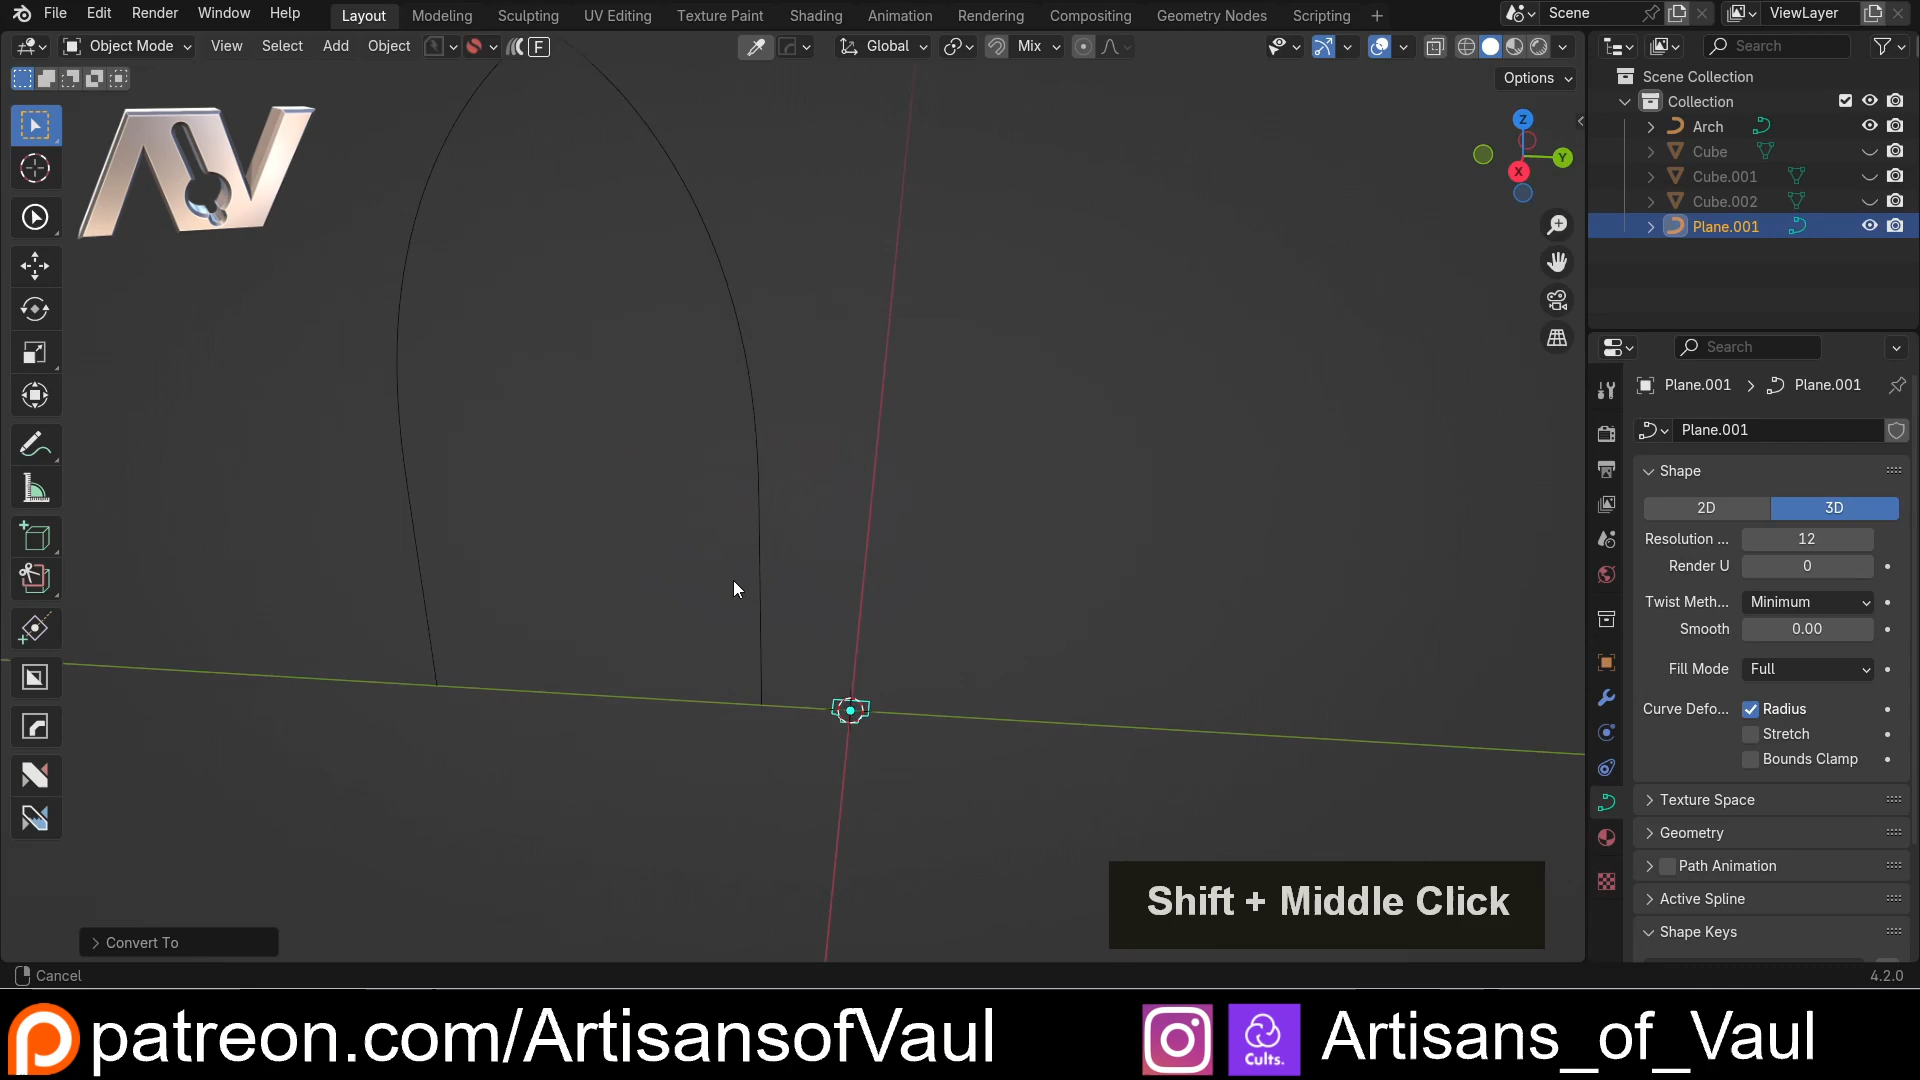 File Edit Render Window Help
Layout Modeling Sculpting UV Editing Texture Paint Shading Animation Rendering Compositing Geometry Nodes Scripting
Scene
ViewLayer
Object Mode View Select Add Object F
Global Mix
Search
Options
AV
Z
Y
X
Scene Collection
Collection
Arch
Cube
Cube.001
Cube.002
Plane.001
Search
Plane.001 Plane.001
Plane.001
Shape
2D 3D
Resolution ... 12
Render U 0
Twist Meth... Minimum
Smooth 0.00
Fill Mode Full
Curve Defo... Radius
Stretch
Bounds Clamp
Texture Space
Geometry
Path Animation
Active Spline
Shape Keys
Shift + Middle Click
Convert To
Cancel
4.2.0
patreon.com/ArtisansofVaul
Cults.
Artisans_of_Vaul